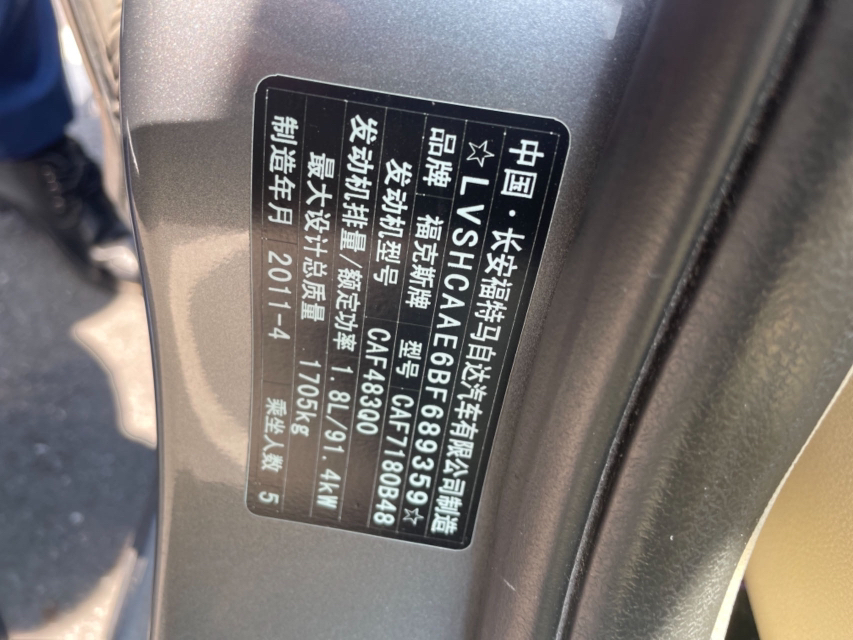 中国·长安福特马自达汽车有限公司制造
☆LVSHCAAE6BF689359☆
品牌 福克斯牌 型号 CAF7180B48
发动机型号 CAF483Q0
发动机排量/额定功率 1.8L/91.4kW
最大设计总质量 1705kg
制造年月 2011-4 乘坐人数 5